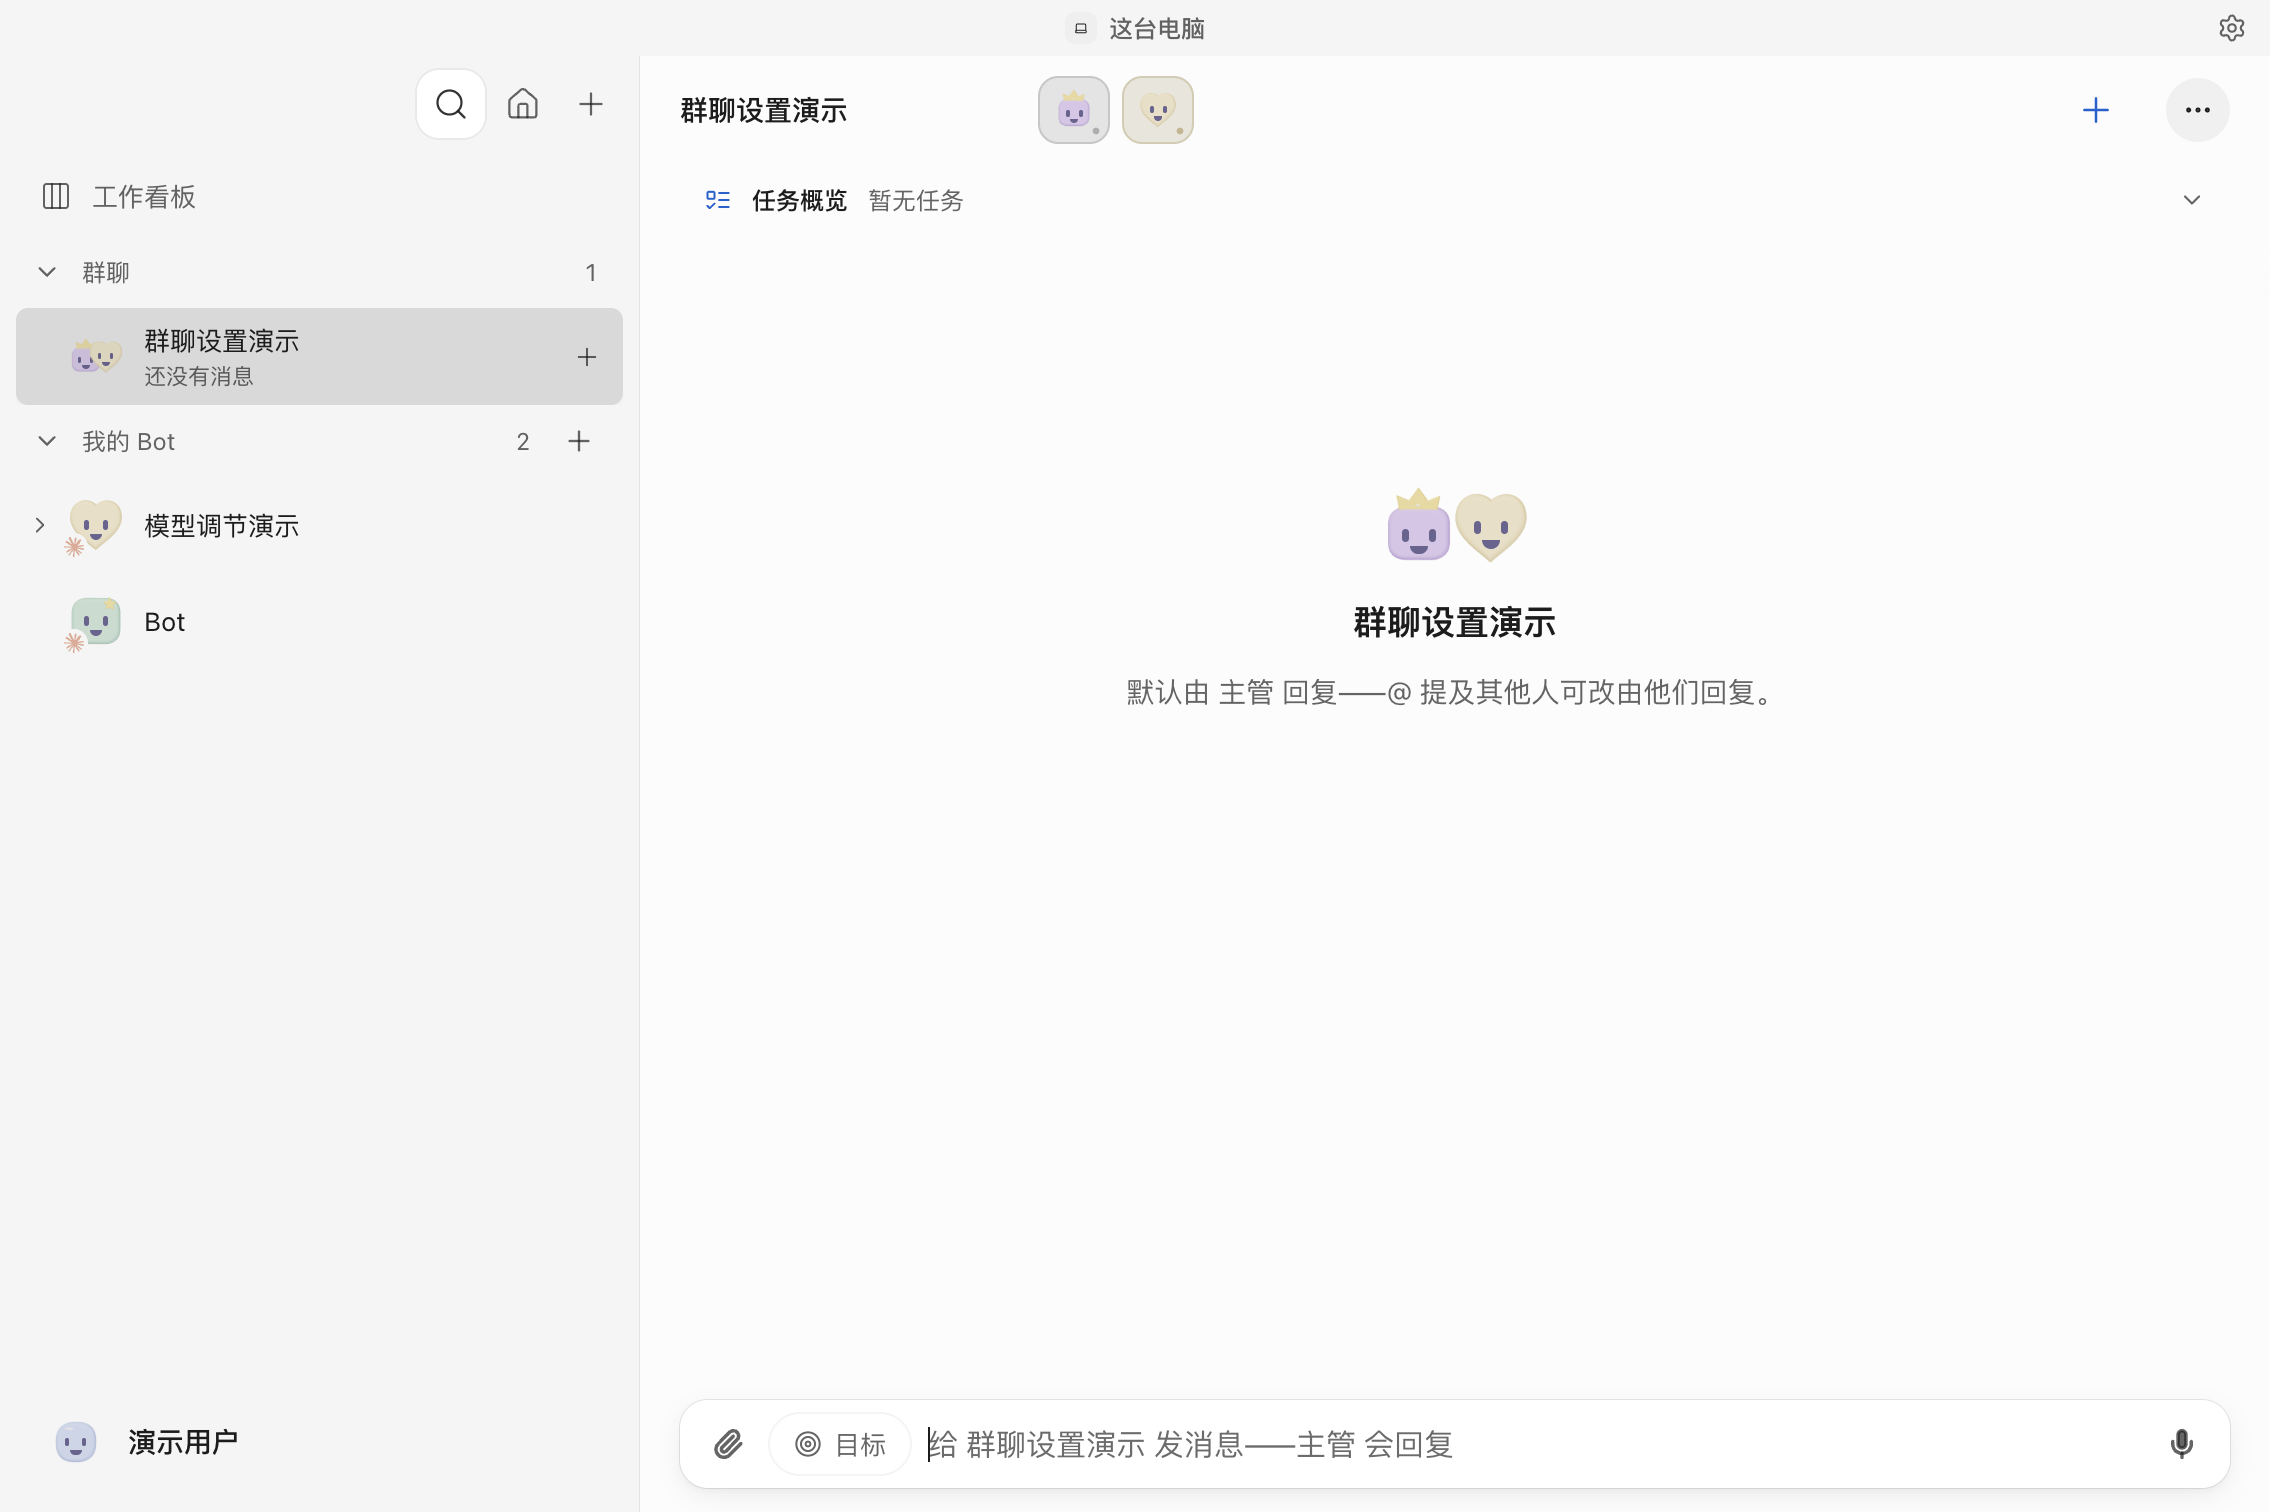 这台电脑
工作看板
群聊 1
群聊设置演示
还没有消息
我的 Bot 2
模型调节演示
Bot
演示用户
群聊设置演示
任务概览 暂无任务
群聊设置演示
默认由 主管 回复——@ 提及其他人可改由他们回复。
目标 给 群聊设置演示 发消息——主管 会回复